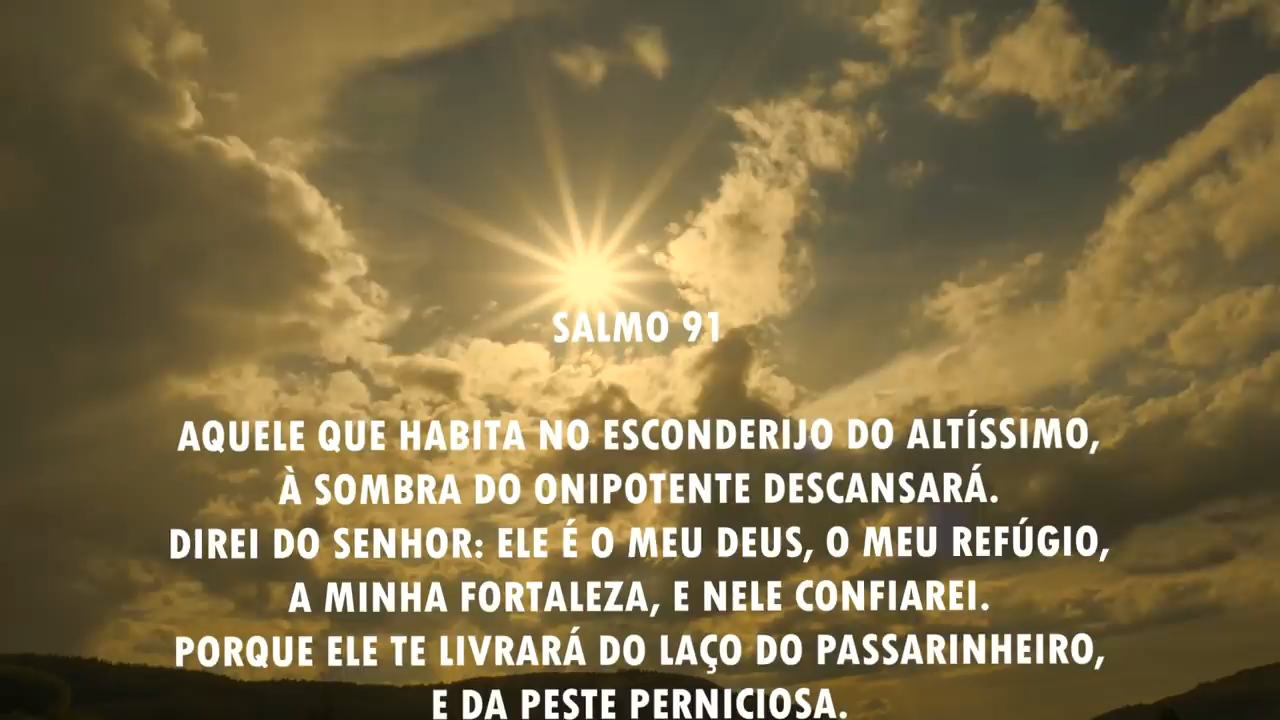 SALMO 91
AQUELE QUE HABITA NO ESCONDERIJO DO ALTÍSSIMO,
À SOMBRA DO ONIPOTENTE DESCANSARÁ.
DIREI DO SENHOR: ELE É O MEU DEUS, O MEU REFÚGIO,
A MINHA FORTALEZA, E NELE CONFIAREI.
PORQUE ELE TE LIVRARÁ DO LAÇO DO PASSARINHEIRO,
E DA PESTE PERNICIOSA.